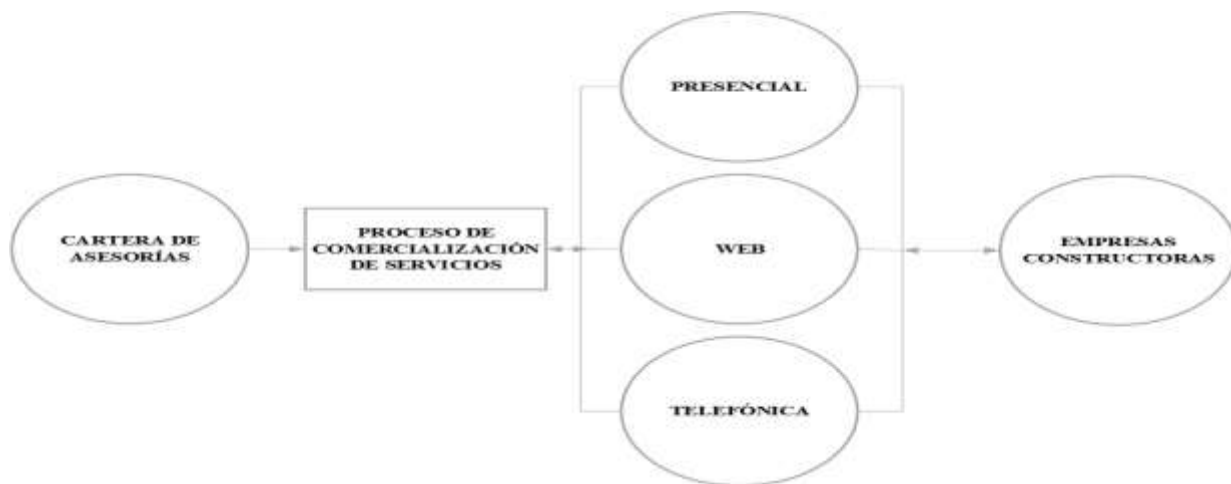 PRESENCIAL
CARTERA DE
ASESORÍAS
PROCESO DE
COMERCIALIZACIÓN
DE SERVICIOS
WEB
EMPRESAS
CONSTRUCTORAS
TELEFÓNICA